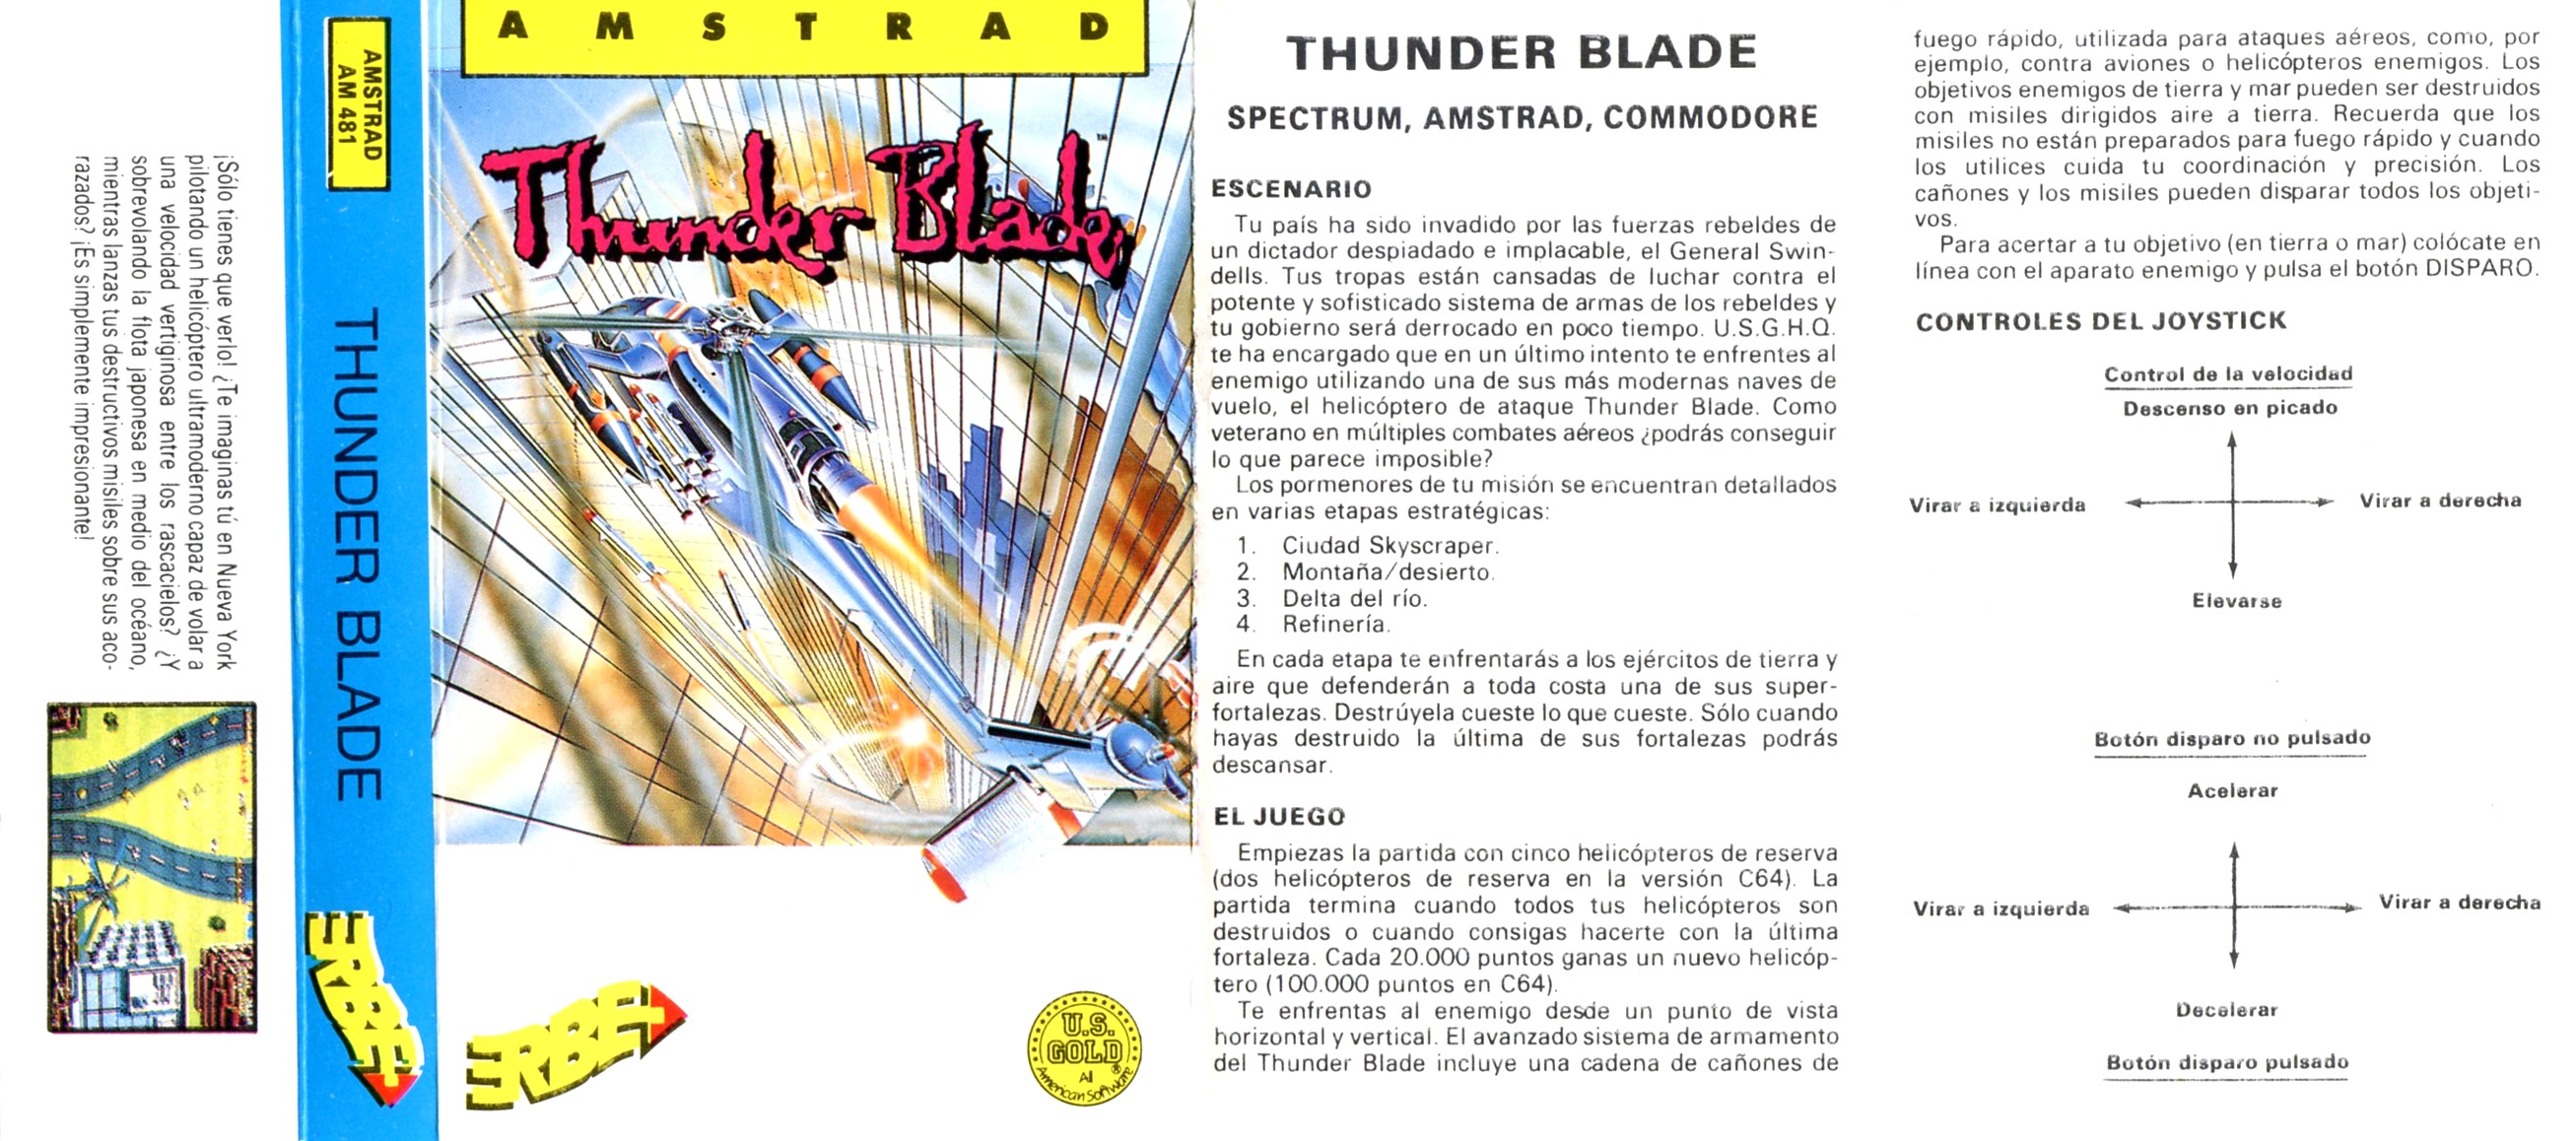 ¡Sólo tienes que verlo! ¿Te imaginas tú en Nueva York
pilotando un helicóptero ultramoderno capaz de volar a
una velocidad vertiginosa entre los rascacielos? ¿Y
sobrevolando la flota japonesa en medio del océano,
mientras lanzas tus destructivos misiles sobre sus aco-
razados? ¡Es simplemente impresionante!
AMSTRAD
AM 481
THUNDER BLADE
ERBE
AMSTRAD
Thunder Blade
TM
ERBE
U.S.
GOLD
®
All
American Software
THUNDER BLADE
SPECTRUM, AMSTRAD, COMMODORE
ESCENARIO
Tu país ha sido invadido por las fuerzas rebeldes de
un dictador despiadado e implacable, el General Swin-
dells. Tus tropas están cansadas de luchar contra el
potente y sofisticado sistema de armas de los rebeldes y
tu gobierno será derrocado en poco tiempo. U.S.G.H.Q.
te ha encargado que en un último intento te enfrentes al
enemigo utilizando una de sus más modernas naves de
vuelo, el helicóptero de ataque Thunder Blade. Como
veterano en múltiples combates aéreos ¿podrás conseguir
lo que parece imposible?
Los pormenores de tu misión se encuentran detallados
en varias etapas estratégicas:
1. Ciudad Skyscraper.
2. Montaña/desierto.
3. Delta del río.
4. Refinería.
En cada etapa te enfrentarás a los ejércitos de tierra y
aire que defenderán a toda costa una de sus super-
fortalezas. Destrúyela cueste lo que cueste. Sólo cuando
hayas destruido la última de sus fortalezas podrás
descansar.
EL JUEGO
Empiezas la partida con cinco helicópteros de reserva
(dos helicópteros de reserva en la versión C64). La
partida termina cuando todos tus helicópteros son
destruidos o cuando consigas hacerte con la última
fortaleza. Cada 20.000 puntos ganas un nuevo helicóp-
tero (100.000 puntos en C64).
Te enfrentas al enemigo desde un punto de vista
horizontal y vertical. El avanzado sistema de armamento
del Thunder Blade incluye una cadena de cañones de
fuego rápido, utilizada para ataques aéreos, como, por
ejemplo, contra aviones o helicópteros enemigos. Los
objetivos enemigos de tierra y mar pueden ser destruidos
con misiles dirigidos aire a tierra. Recuerda que los
misiles no están preparados para fuego rápido y cuando
los utilices cuida tu coordinación y precisión. Los
cañones y los misiles pueden disparar todos los objeti-
vos.
Para acertar a tu objetivo (en tierra o mar) colócate en
línea con el aparato enemigo y pulsa el botón DISPARO.
CONTROLES DEL JOYSTICK
Control de la velocidad
Descenso en picado
Virar a izquierda
Virar a derecha
Elevarse
Botón disparo no pulsado
Acelerar
Virar a izquierda
Virar a derecha
Decelerar
Botón disparo pulsado